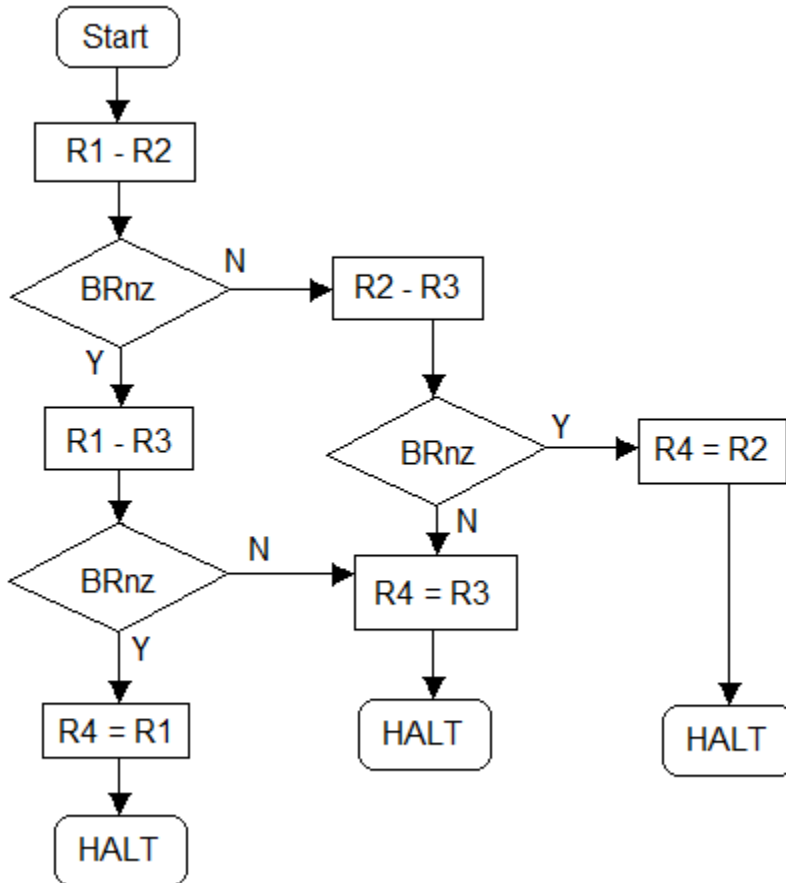 Start
R1 - R2
BRnz
N
R2 - R3
Y
R1 - R3
BRnz
Y
R4 = R2
N
BRnz
N
R4 = R3
Y
R4 = R1
HALT
HALT
HALT